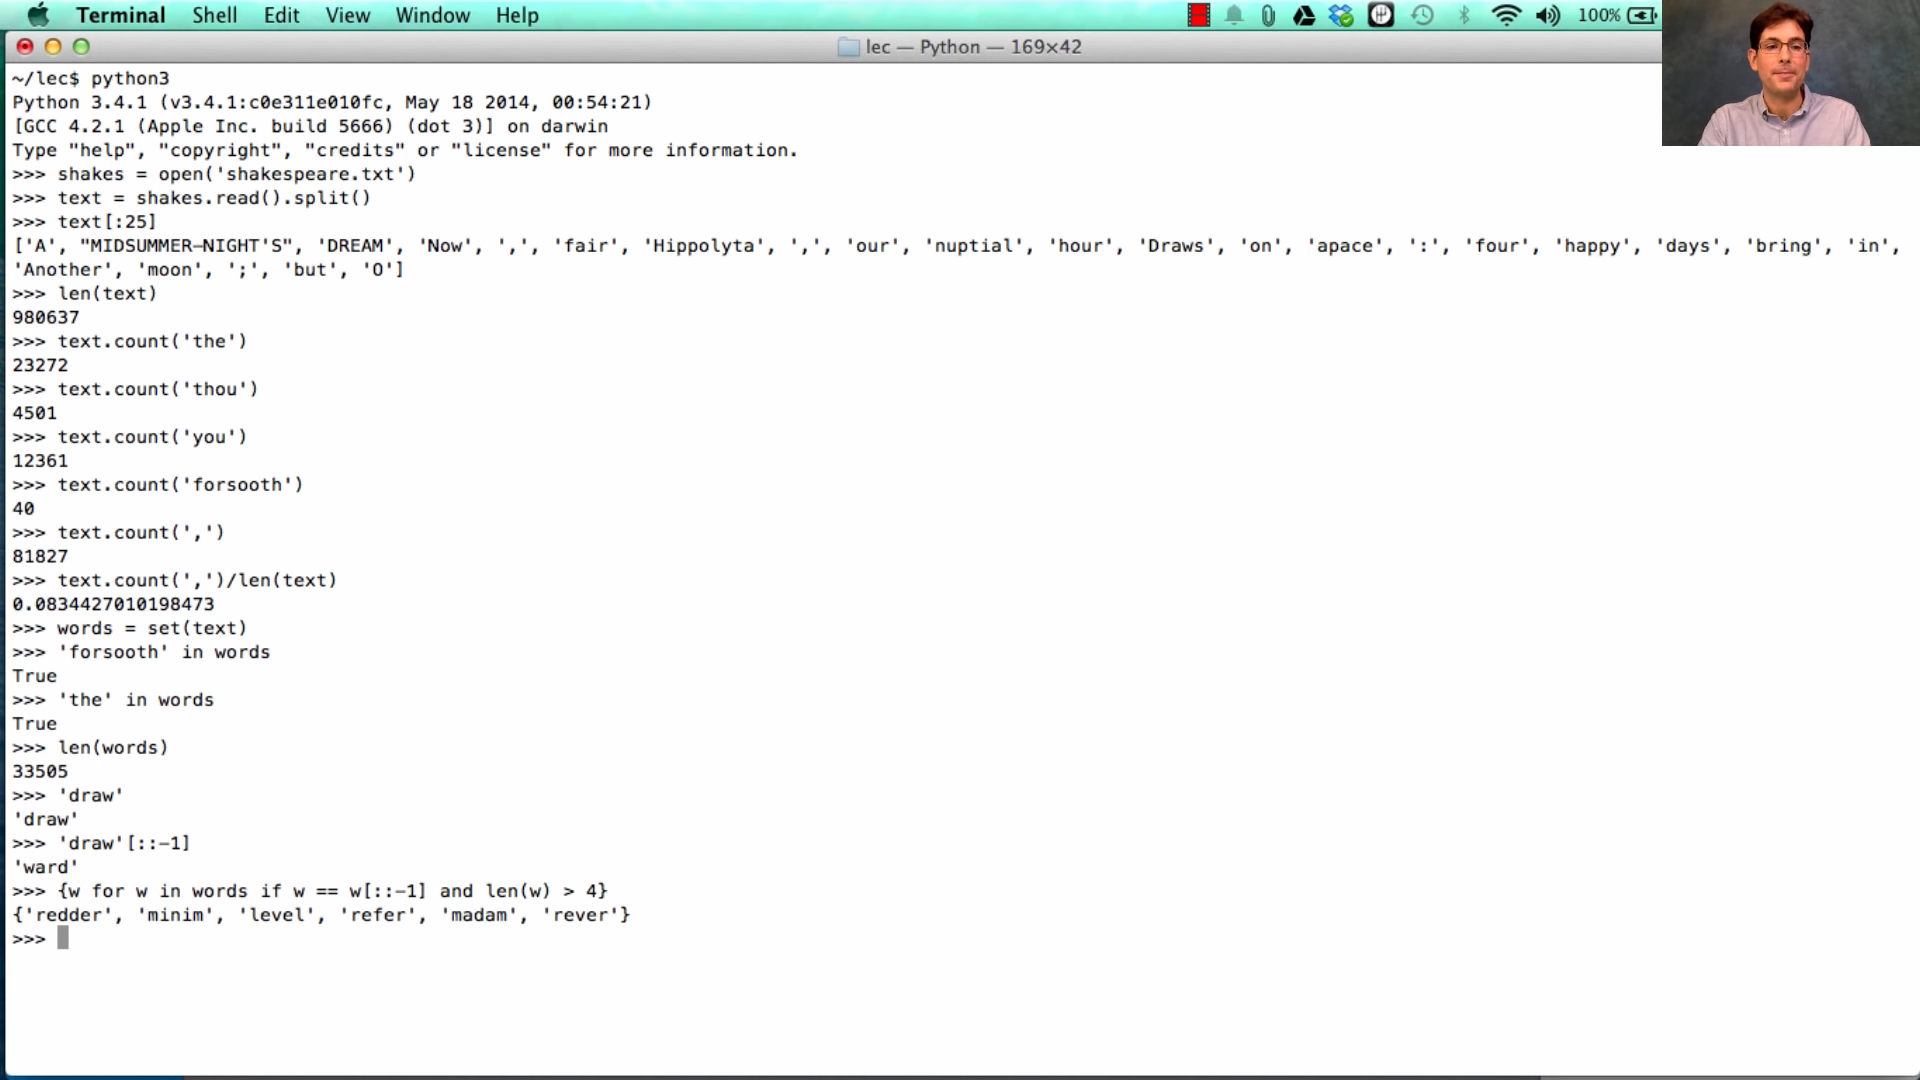 Terminal Shell Edit View Window Help 100%
lec — Python — 169×42
~/lec$ python3
Python 3.4.1 (v3.4.1:c0e311e010fc, May 18 2014, 00:54:21)
[GCC 4.2.1 (Apple Inc. build 5666) (dot 3)] on darwin
Type "help", "copyright", "credits" or "license" for more information.
>>> shakes = open('shakespeare.txt')
>>> text = shakes.read().split()
>>> text[:25]
['A', "MIDSUMMER-NIGHT'S", 'DREAM', 'Now', ',', 'fair', 'Hippolyta', ',', 'our', 'nuptial', 'hour', 'Draws', 'on', 'apace', ':', 'four', 'happy', 'days', 'bring', 'in',
'Another', 'moon', ';', 'but', 'O']
>>> len(text)
980637
>>> text.count('the')
23272
>>> text.count('thou')
4501
>>> text.count('you')
12361
>>> text.count('forsooth')
40
>>> text.count(',')
81827
>>> text.count(',')/len(text)
0.0834427010198473
>>> words = set(text)
>>> 'forsooth' in words
True
>>> 'the' in words
True
>>> len(words)
33505
>>> 'draw'
'draw'
>>> 'draw'[::-1]
'ward'
>>> {w for w in words if w == w[::-1] and len(w) > 4}
{'redder', 'minim', 'level', 'refer', 'madam', 'rever'}
>>>